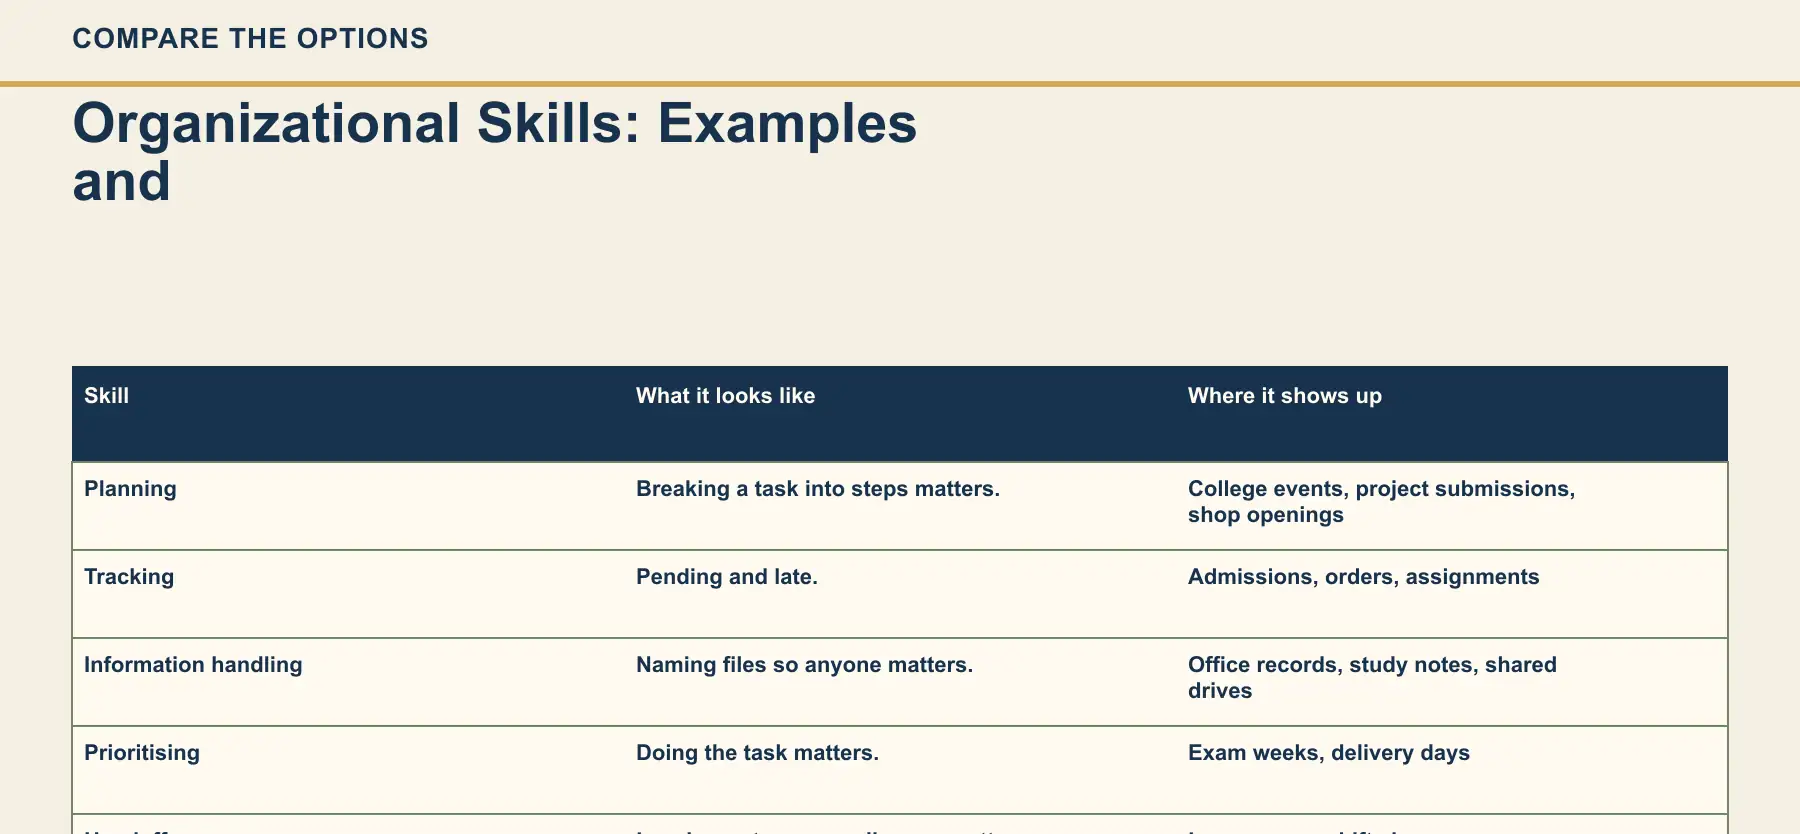 COMPARE THE OPTIONS
Organizational Skills: Examples
and
Skill
What it looks like
Where it shows up
Planning
Breaking a task into steps matters.
College events, project submissions,
shop openings
Tracking
Pending and late.
Admissions, orders, assignments
Information handling
Naming files so anyone matters.
Office records, study notes, shared
drives
Prioritising
Doing the task matters.
Exam weeks, delivery days